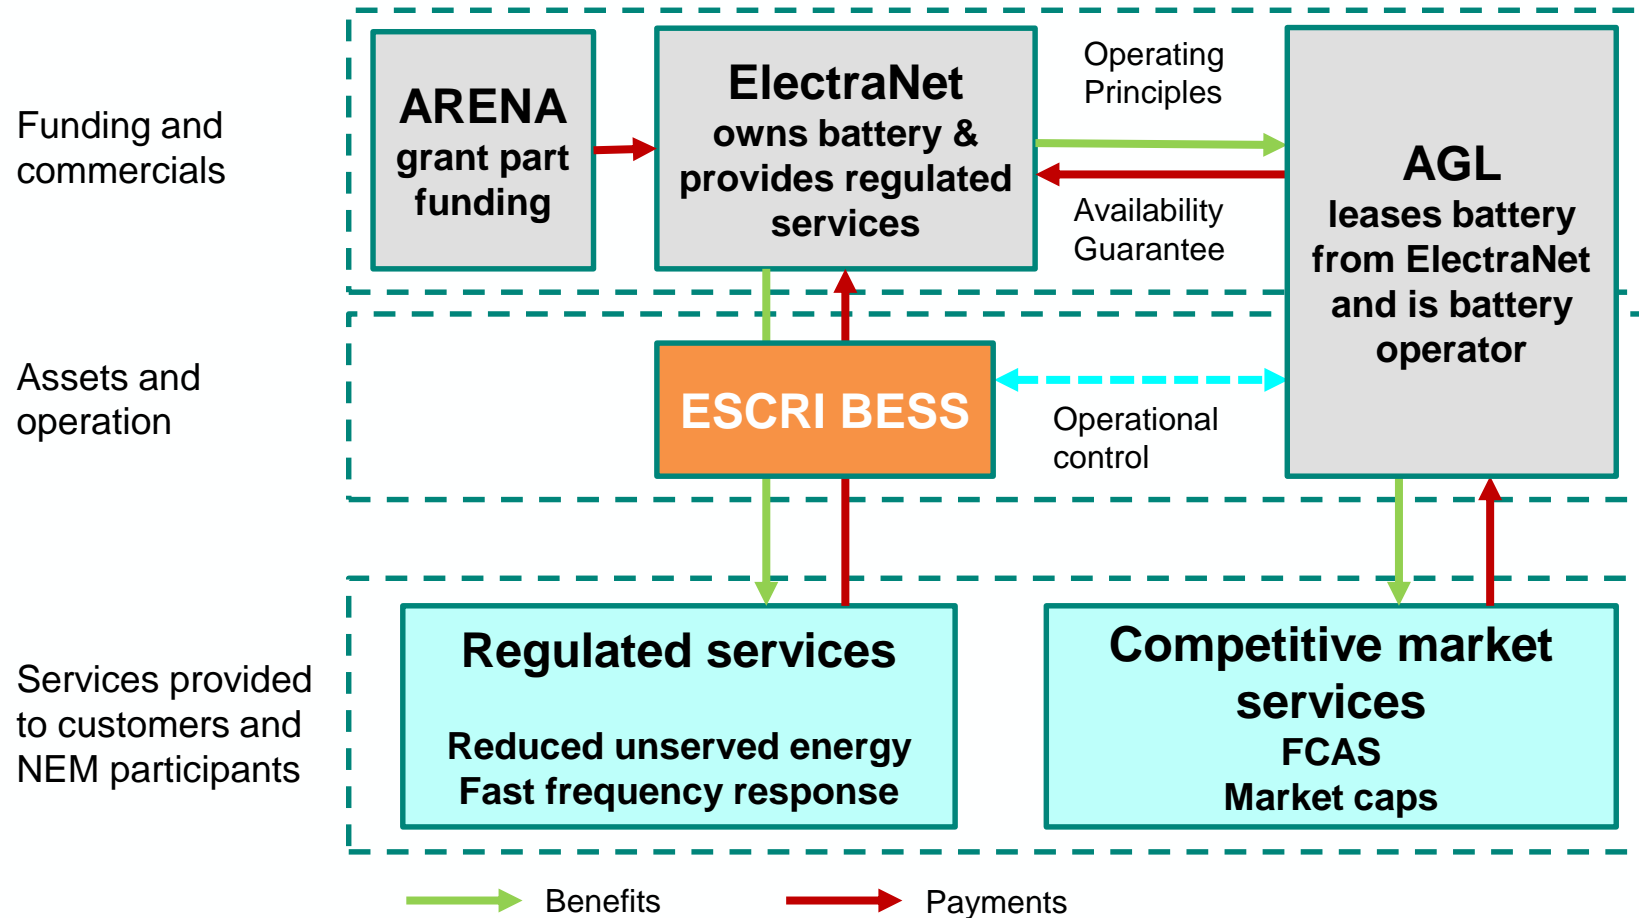 Funding and
commercials
ARENA
grant part
funding
ElectraNet
owns battery &
provides regulated
services
Operating
Principles
Availability
Guarantee
AGL
leases battery
from ElectraNet
and is battery
operator
Assets and
operation
ESCRI BESS
Operational
control
Services provided
to customers and
NEM participants
Regulated services
Reduced unserved energy
Fast frequency response
Competitive market
services
FCAS
Market caps
Benefits
Payments